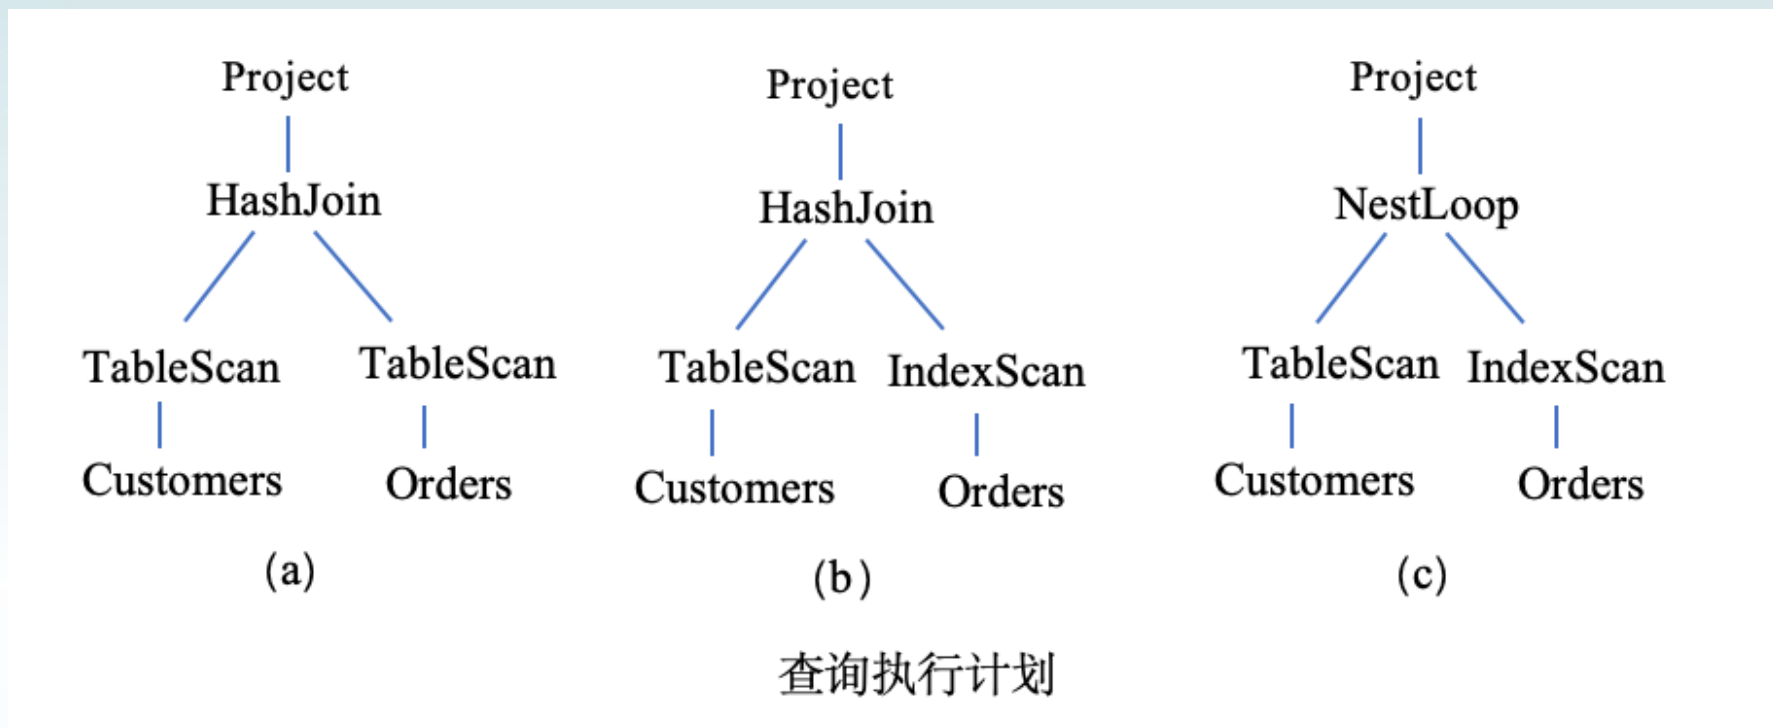 Project
HashJoin
TableScan TableScan
Customers Orders
(a)
Project
HashJoin
TableScan IndexScan
Customers Orders
(b)
Project
NestLoop
TableScan IndexScan
Customers Orders
(c)
查询执行计划